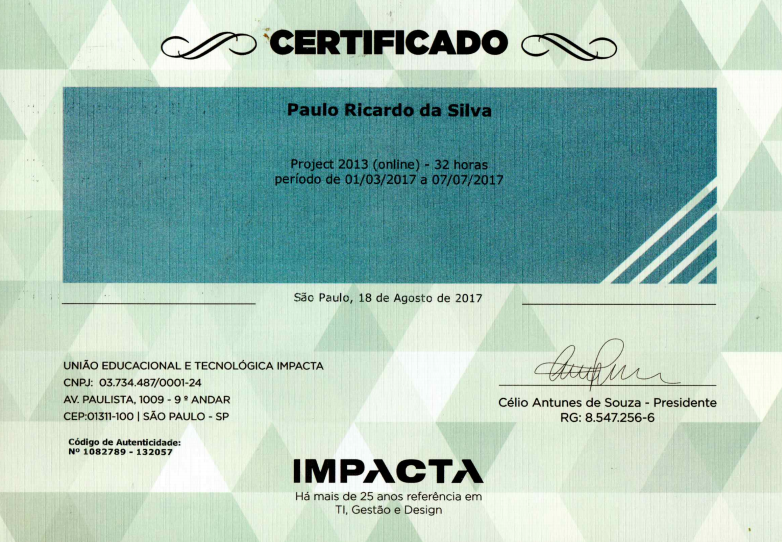 CERTIFICADO
Paulo Ricardo da Silva
Project 2013 (online) - 32 horas
período de 01/03/2017 a 07/07/2017
São Paulo, 18 de Agosto de 2017
UNIÃO EDUCACIONAL E TECNOLÓGICA IMPACTA
CNPJ: 03.734.487/0001-24
AV. PAULISTA, 1009 - 9 º ANDAR
CEP:01311-100 | SÃO PAULO - SP
Célio Antunes de Souza - Presidente
RG: 8.547.256-6
Código de Autenticidade:
Nº 1082789 - 132057
IMPACTA
Há mais de 25 anos referência em
TI, Gestão e Design